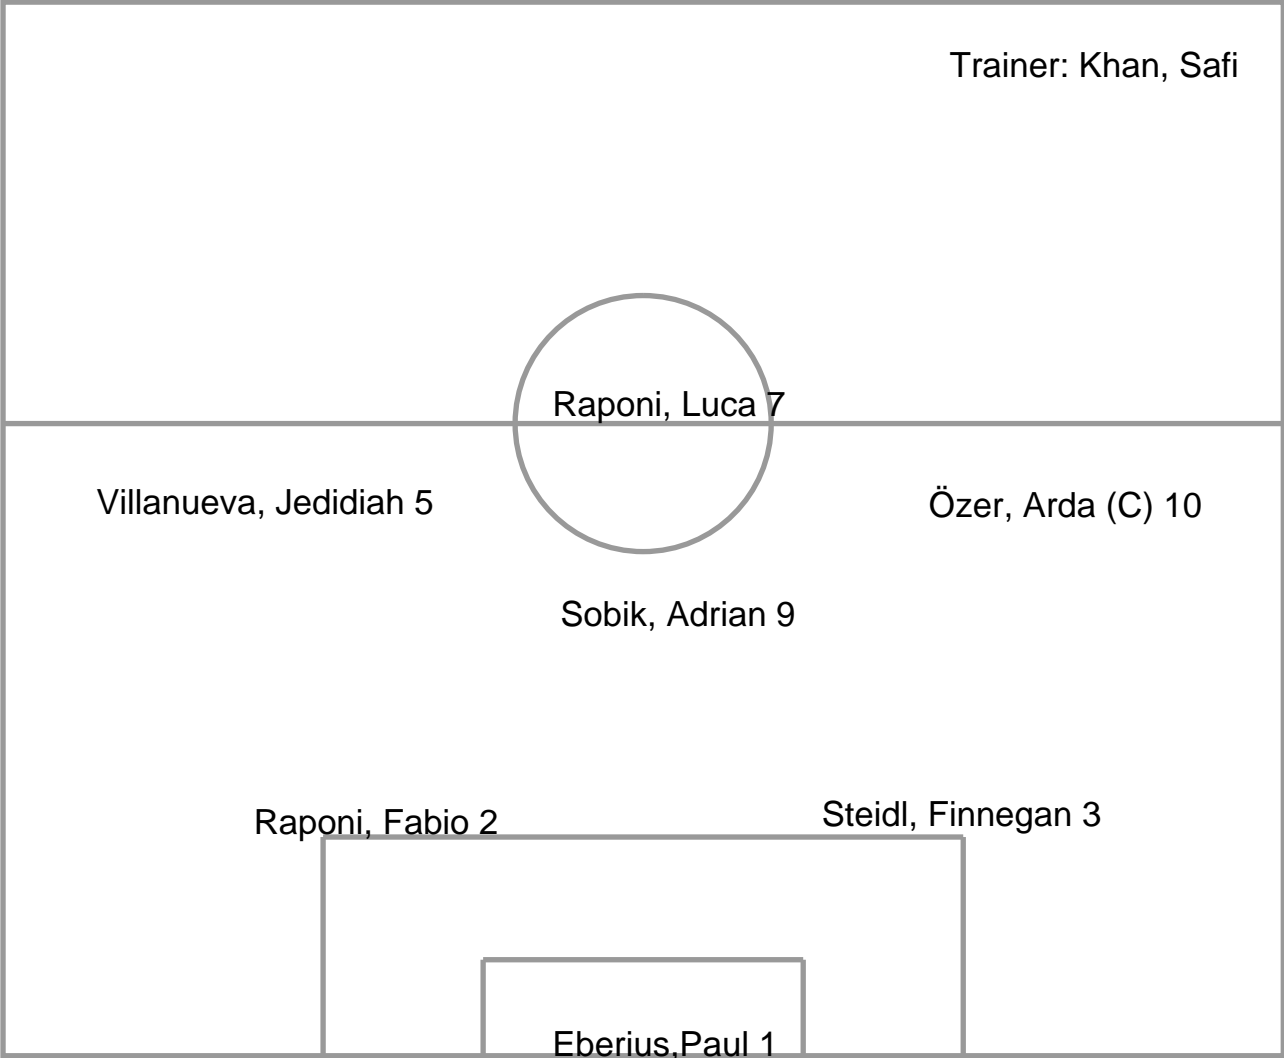 Trainer: Khan, Safi
Raponi, Luca 7
Villanueva, Jedidiah 5
Özer, Arda (C) 10
Sobik, Adrian 9
Raponi, Fabio 2
Steidl, Finnegan 3
Eberius,Paul 1